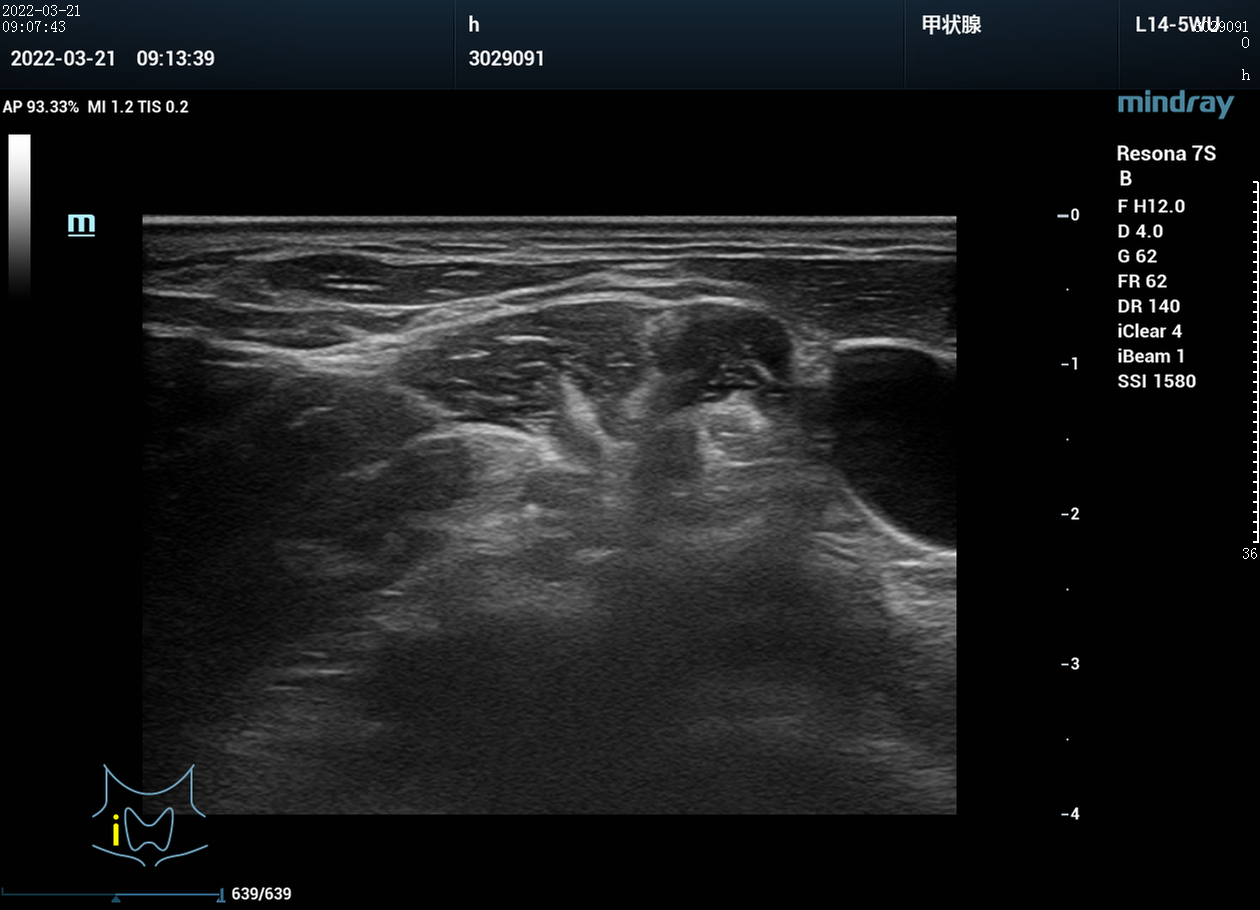 2022-03-21
09:07:43
2022-03-21 09:13:39
h
3029091
甲状腺
L14-5WU
3029091
0
h
AP 93.33% MI 1.2 TIS 0.2
mindray
m
Resona 7S
B
F H12.0
D 4.0
G 62
FR 62
DR 140
iClear 4
iBeam 1
SSI 1580
0
-1
-2
-3
-4
36
i
639/639